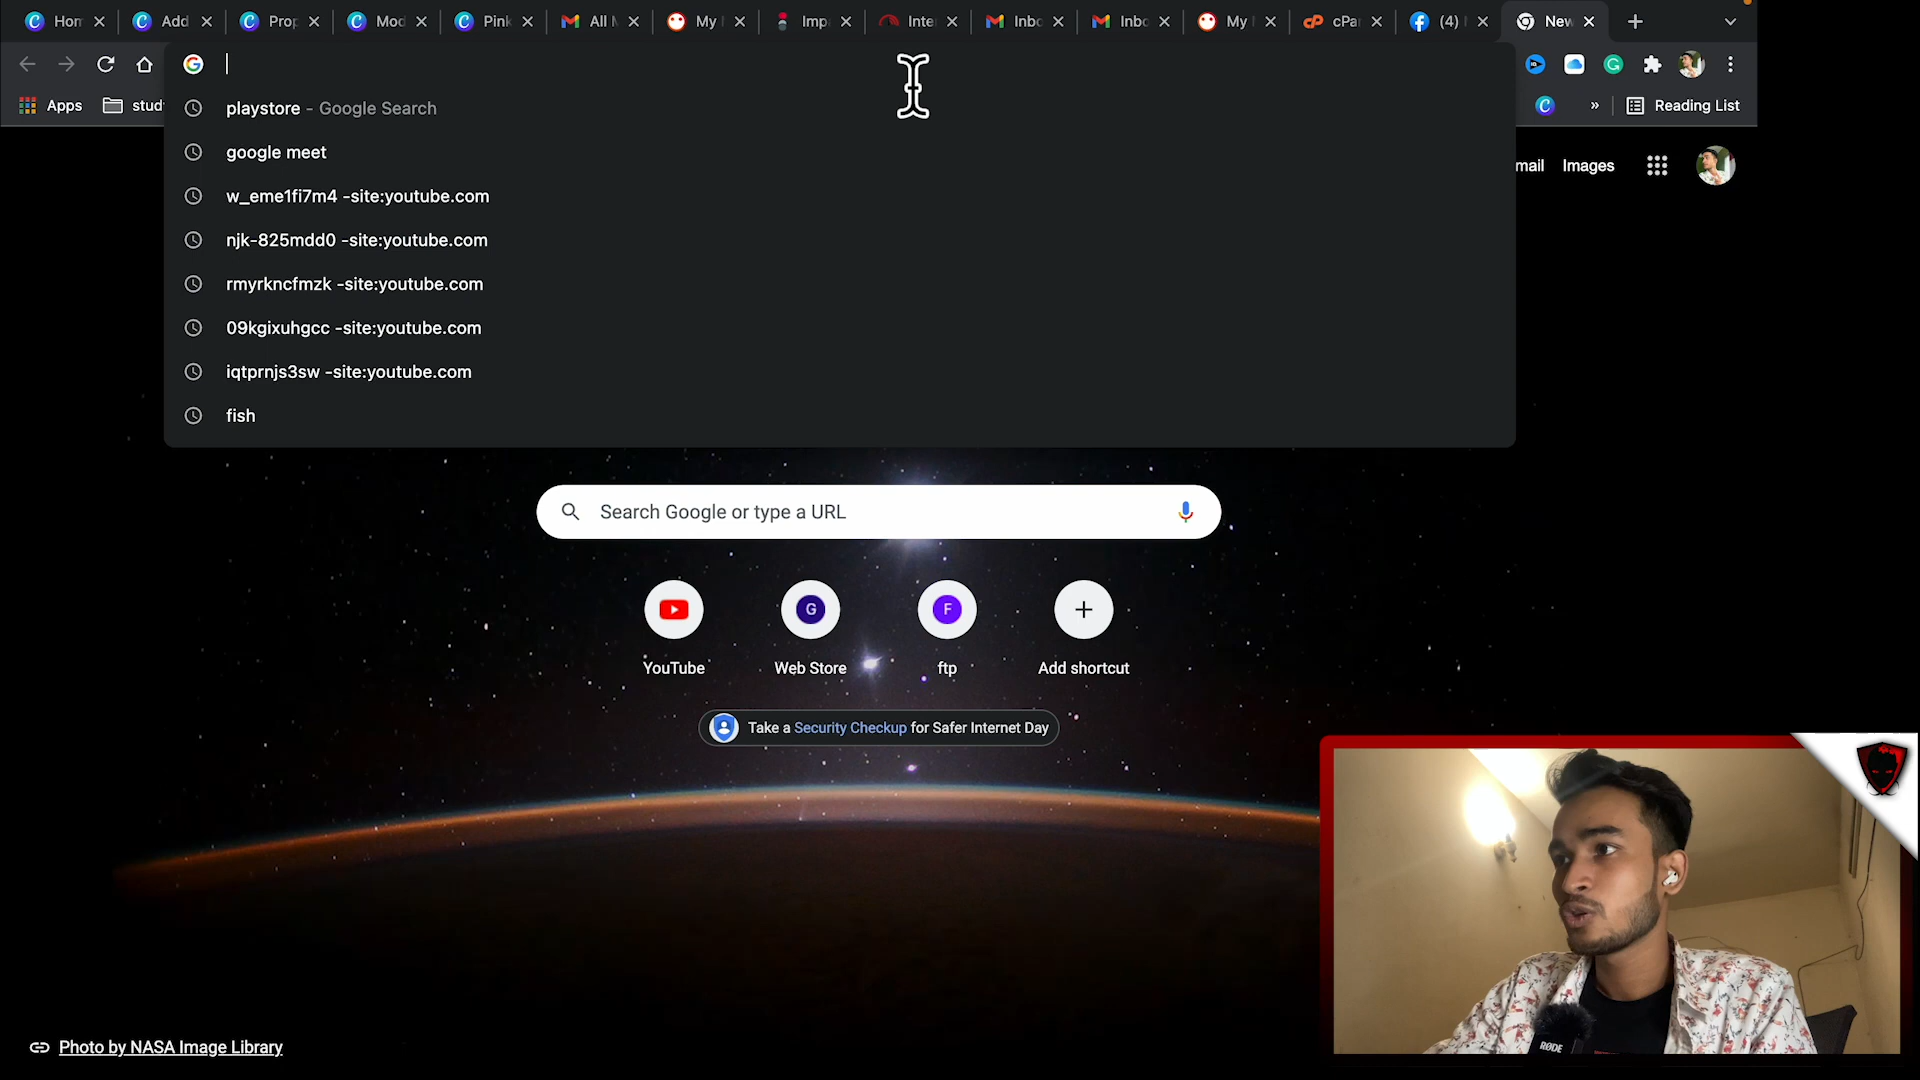 Hom
Add
Prop
Mod
Pink
All M
My
Imp
Inte
Inbo
Inbo
My
cPa
(4)
New
Apps
stud
playstore - Google Search
google meet
w_eme1fi7m4 -site:youtube.com
njk-825mdd0 -site:youtube.com
rmyrkncfmzk -site:youtube.com
09kgixuhgcc -site:youtube.com
iqtprnjs3sw -site:youtube.com
fish
»
Reading List
mail
Images
Search Google or type a URL
G
F
YouTube
Web Store
ftp
Add shortcut
Take a Security Checkup for Safer Internet Day
Photo by NASA Image Library
RØDE